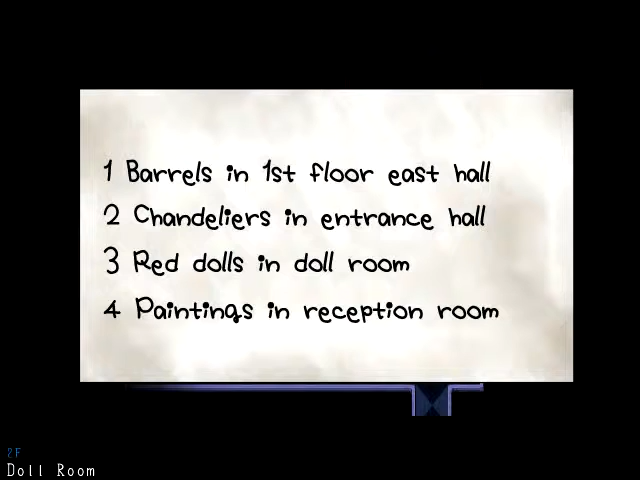 1 Barrels in 1st floor east hall
2 Chandeliers in entrance hall
3 Red dolls in doll room
4 Paintings in reception room
2F
Doll Room